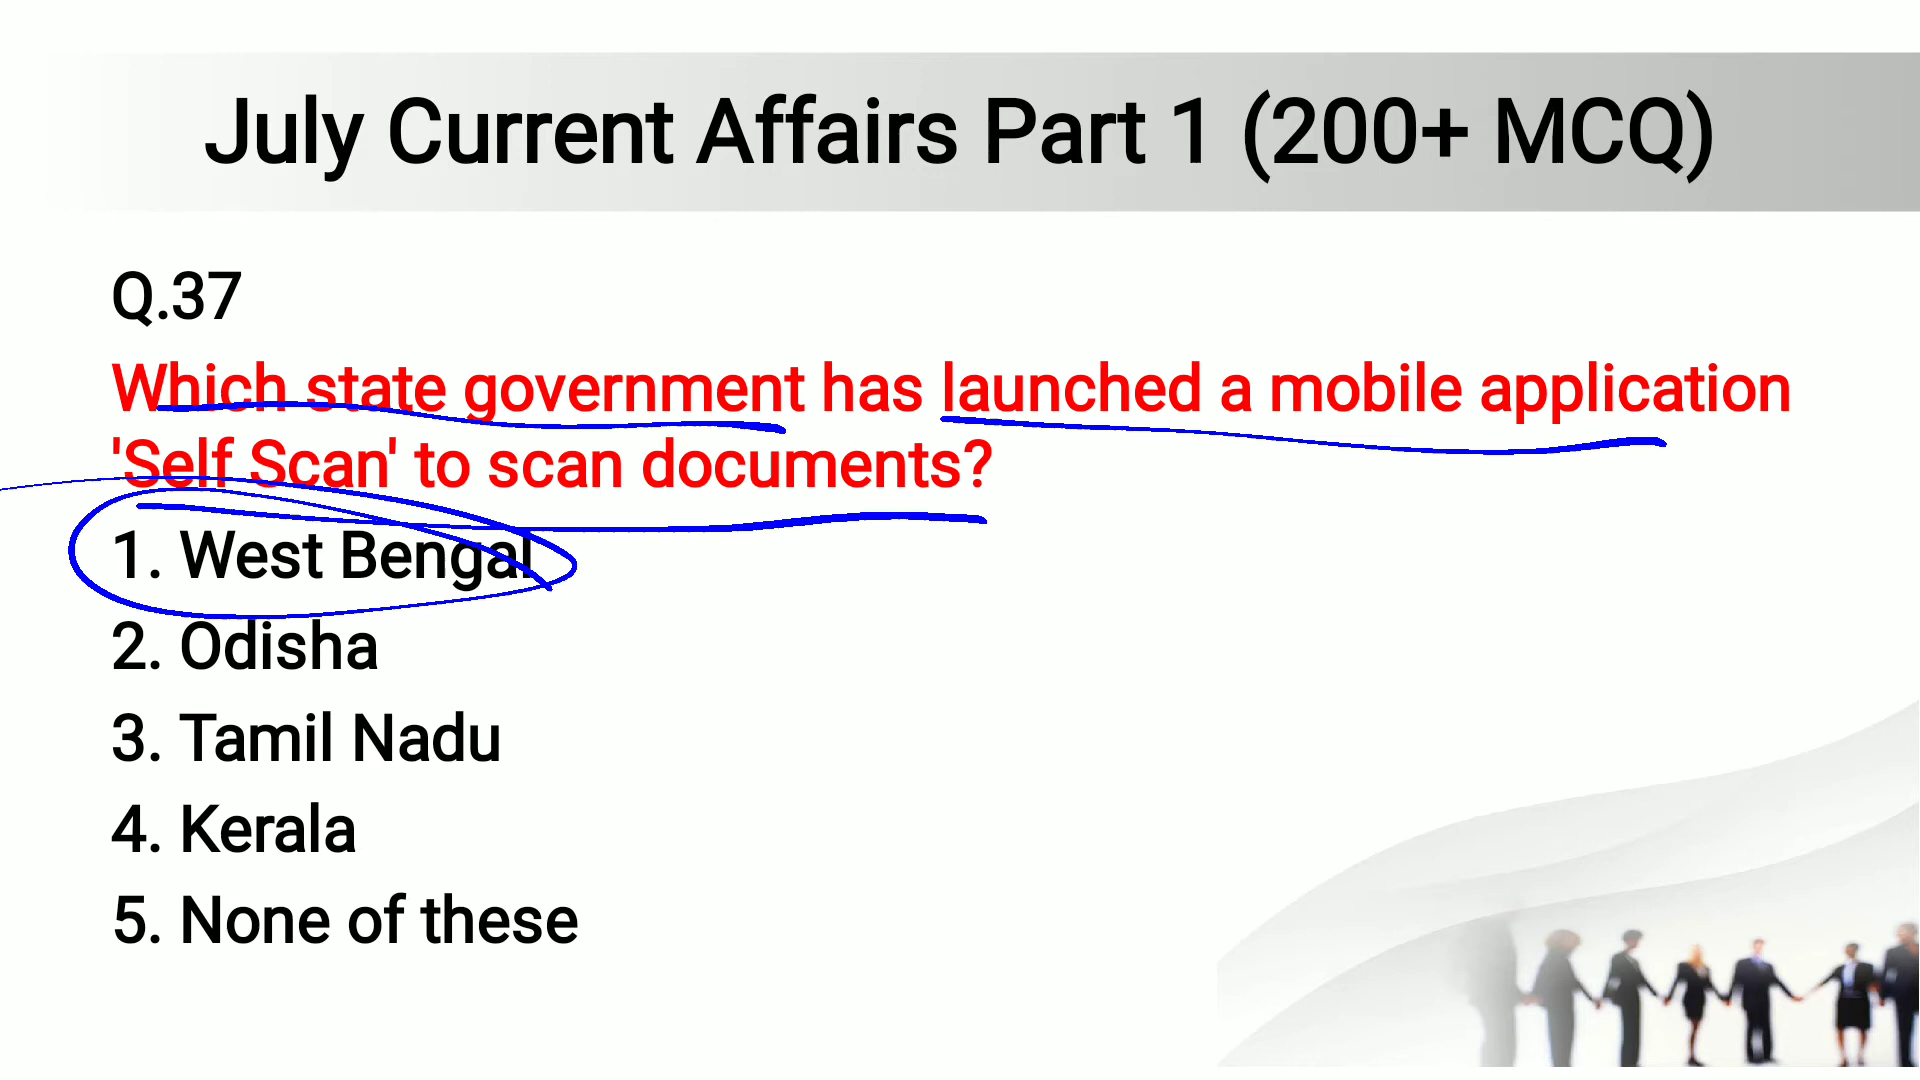 July Current Affairs Part 1 (200+ MCQ)
Q.37
Which state government has launched a mobile application
'Self Scan' to scan documents?
1. West Bengal
2. Odisha
3. Tamil Nadu
4. Kerala
5. None of these